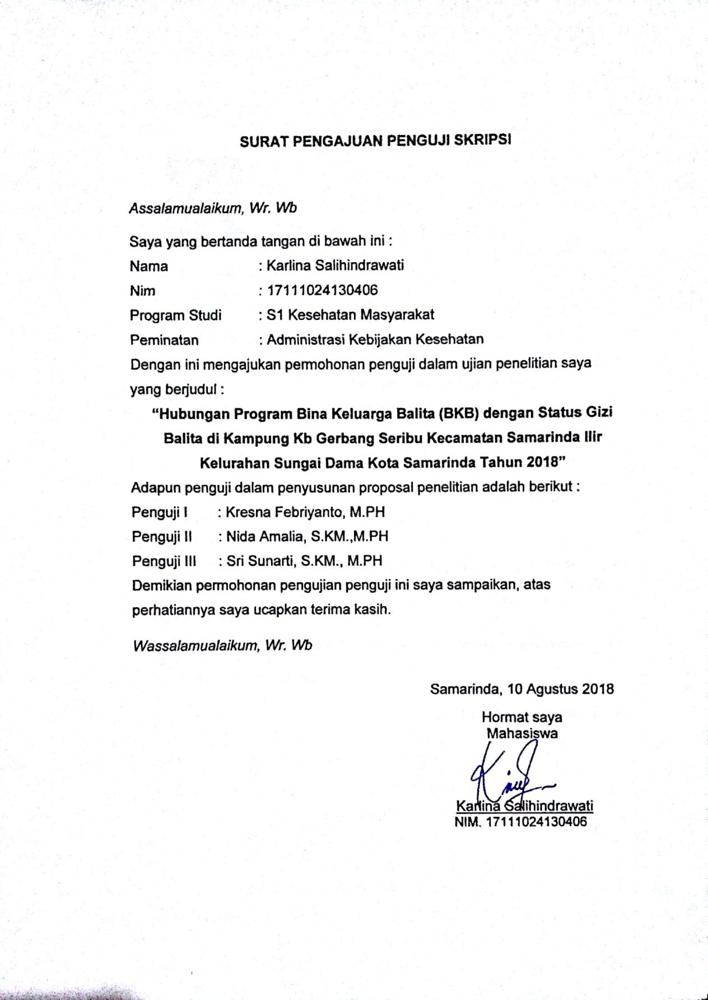 SURAT PENGAJUAN PENGUJI SKRIPSI
Assalamualaikum, Wr. Wb
Saya yang bertanda tangan di bawah ini :
Nama : Karlina Salihindrawati
Nim : 17111024130406
Program Studi : S1 Kesehatan Masyarakat
Peminatan : Administrasi Kebijakan Kesehatan
Dengan ini mengajukan permohonan penguji dalam ujian penelitian saya
yang berjudul :
“Hubungan Program Bina Keluarga Balita (BKB) dengan Status Gizi
Balita di Kampung Kb Gerbang Seribu Kecamatan Samarinda Ilir
Kelurahan Sungai Dama Kota Samarinda Tahun 2018”
Adapun penguji dalam penyusunan proposal penelitian adalah berikut :
Penguji I : Kresna Febriyanto, M.PH
Penguji II : Nida Amalia, S.KM.,M.PH
Penguji III : Sri Sunarti, S.KM., M.PH
Demikian permohonan pengujian penguji ini saya sampaikan, atas
perhatiannya saya ucapkan terima kasih.
Wassalamualaikum, Wr. Wb
Samarinda, 10 Agustus 2018
Hormat saya
Mahasiswa
Karlina Salihindrawati
NIM. 17111024130406